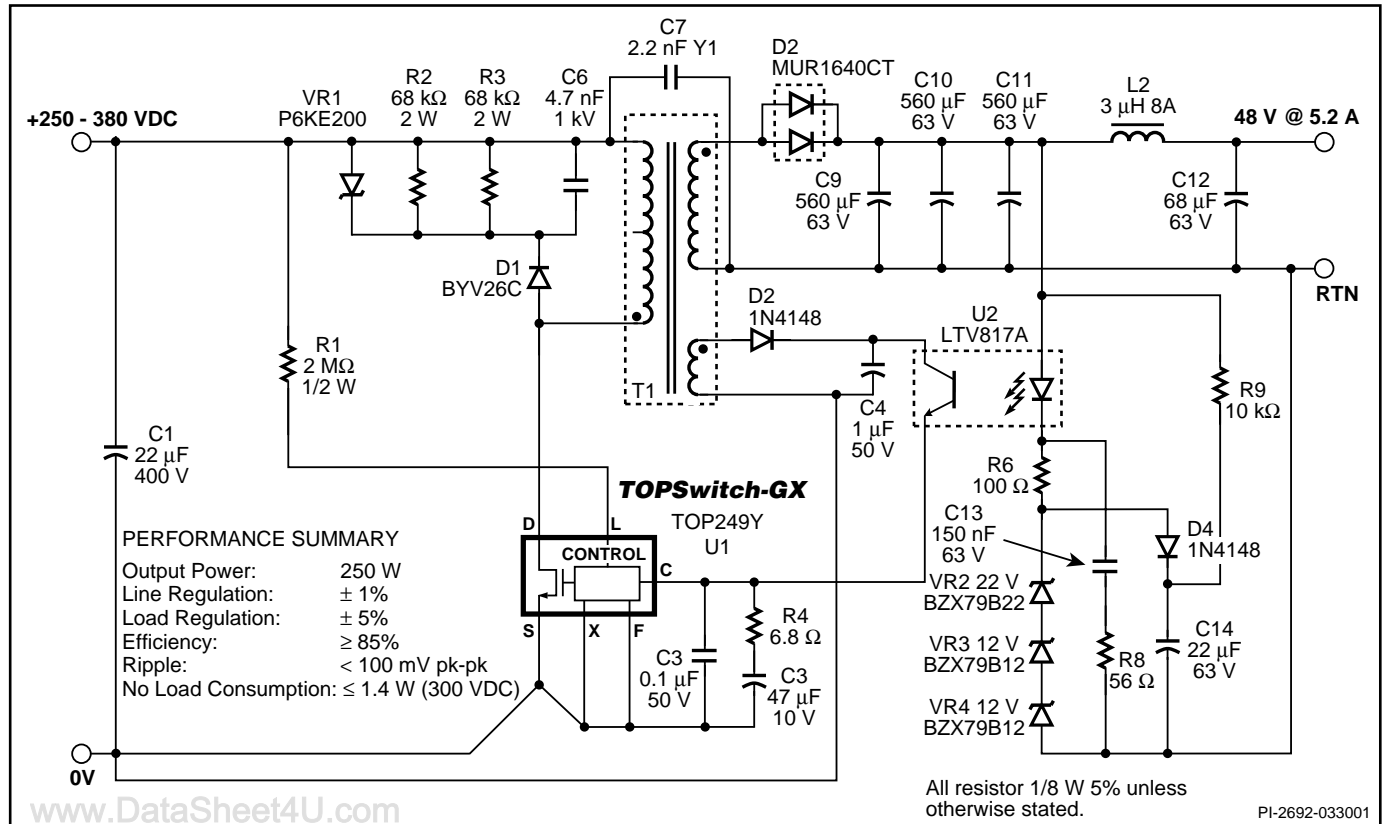 C7
2.2 nF Y1
D2
MUR1640CT
R2
68 kΩ
2 W
R3
68 kΩ
2 W
C6
4.7 nF
1 kV
VR1
P6KE200
C10
560 µF
63 V
C11
560 µF
63 V
L2
3 µH 8A
+250 - 380 VDC
48 V @ 5.2 A
C9
560 µF
63 V
C12
68 µF
63 V
D1
BYV26C
RTN
D2
1N4148
U2
LTV817A
R1
2 MΩ
1/2 W
T1
C4
1 µF
50 V
R9
10 kΩ
C1
22 µF
400 V
R6
100 Ω
TOPSwitch-GX
TOP249Y
U1
D
L
CONTROL
C
S
X
F
C13
150 nF
63 V
D4
1N4148
PERFORMANCE SUMMARY
Output Power: 250 W
Line Regulation: ± 1%
Load Regulation: ± 5%
Efficiency: ≥ 85%
Ripple: < 100 mV pk-pk
No Load Consumption: ≤ 1.4 W (300 VDC)
R4
6.8 Ω
C3
0.1 µF
50 V
C3
47 µF
10 V
VR2 22 V
BZX79B22
VR3 12 V
BZX79B12
VR4 12 V
BZX79B12
R8
56 Ω
C14
22 µF
63 V
0V
All resistor 1/8 W 5% unless
otherwise stated.
www.DataSheet4U.com
PI-2692-033001